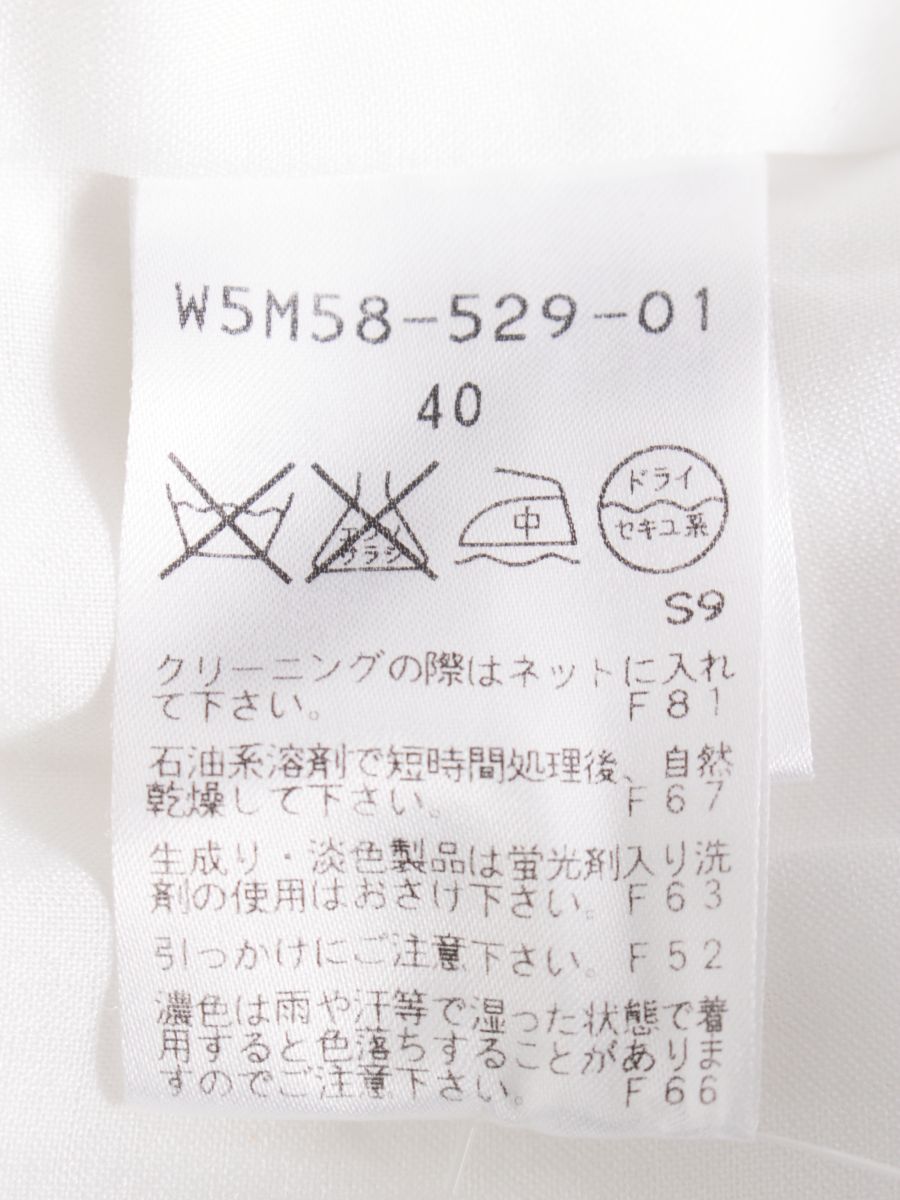 W5M58-529-01
40
エンソ
サラシ
中
ドライ
セキユ系
S9
クリーニングの際はネットに入れ
て下さい。 F81
石油系溶剤で短時間処理後、自然
乾燥して下さい。 F67
生成り・淡色製品は蛍光剤入り洗
剤の使用はおさけ下さい。F63
引っかけにご注意下さい。F52
濃色は雨や汗等で湿った状態で着
用すると色落ちすることがありま
すのでご注意下さい。 F66